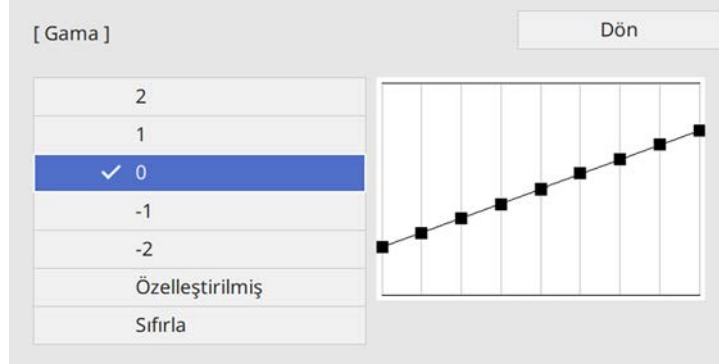 [ Gama ]
Dön
2
1
0
-1
-2
Özelleştirilmiş
Sıfırla